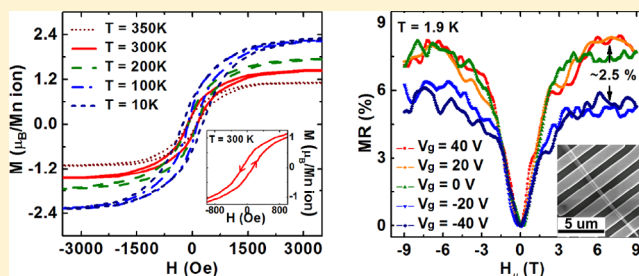 M (μB/Mn ion)
2.4
1.2
0.0
-1.2
-2.4
T = 350K
T = 300K
T = 200K
T = 100K
T = 10K
T = 300 K
M (μB/Mn ion)
1
0
-1
-800
0
800
H (Oe)
-3000
-1500
0
1500
3000
H (Oe)
MR (%)
9
6
3
0
T = 1.9 K
~2.5 %
Vg = 40 V
Vg = 20 V
Vg = 0 V
Vg = -20 V
Vg = -40 V
5 um
-9
-6
-3
0
3
6
9
H// (T)